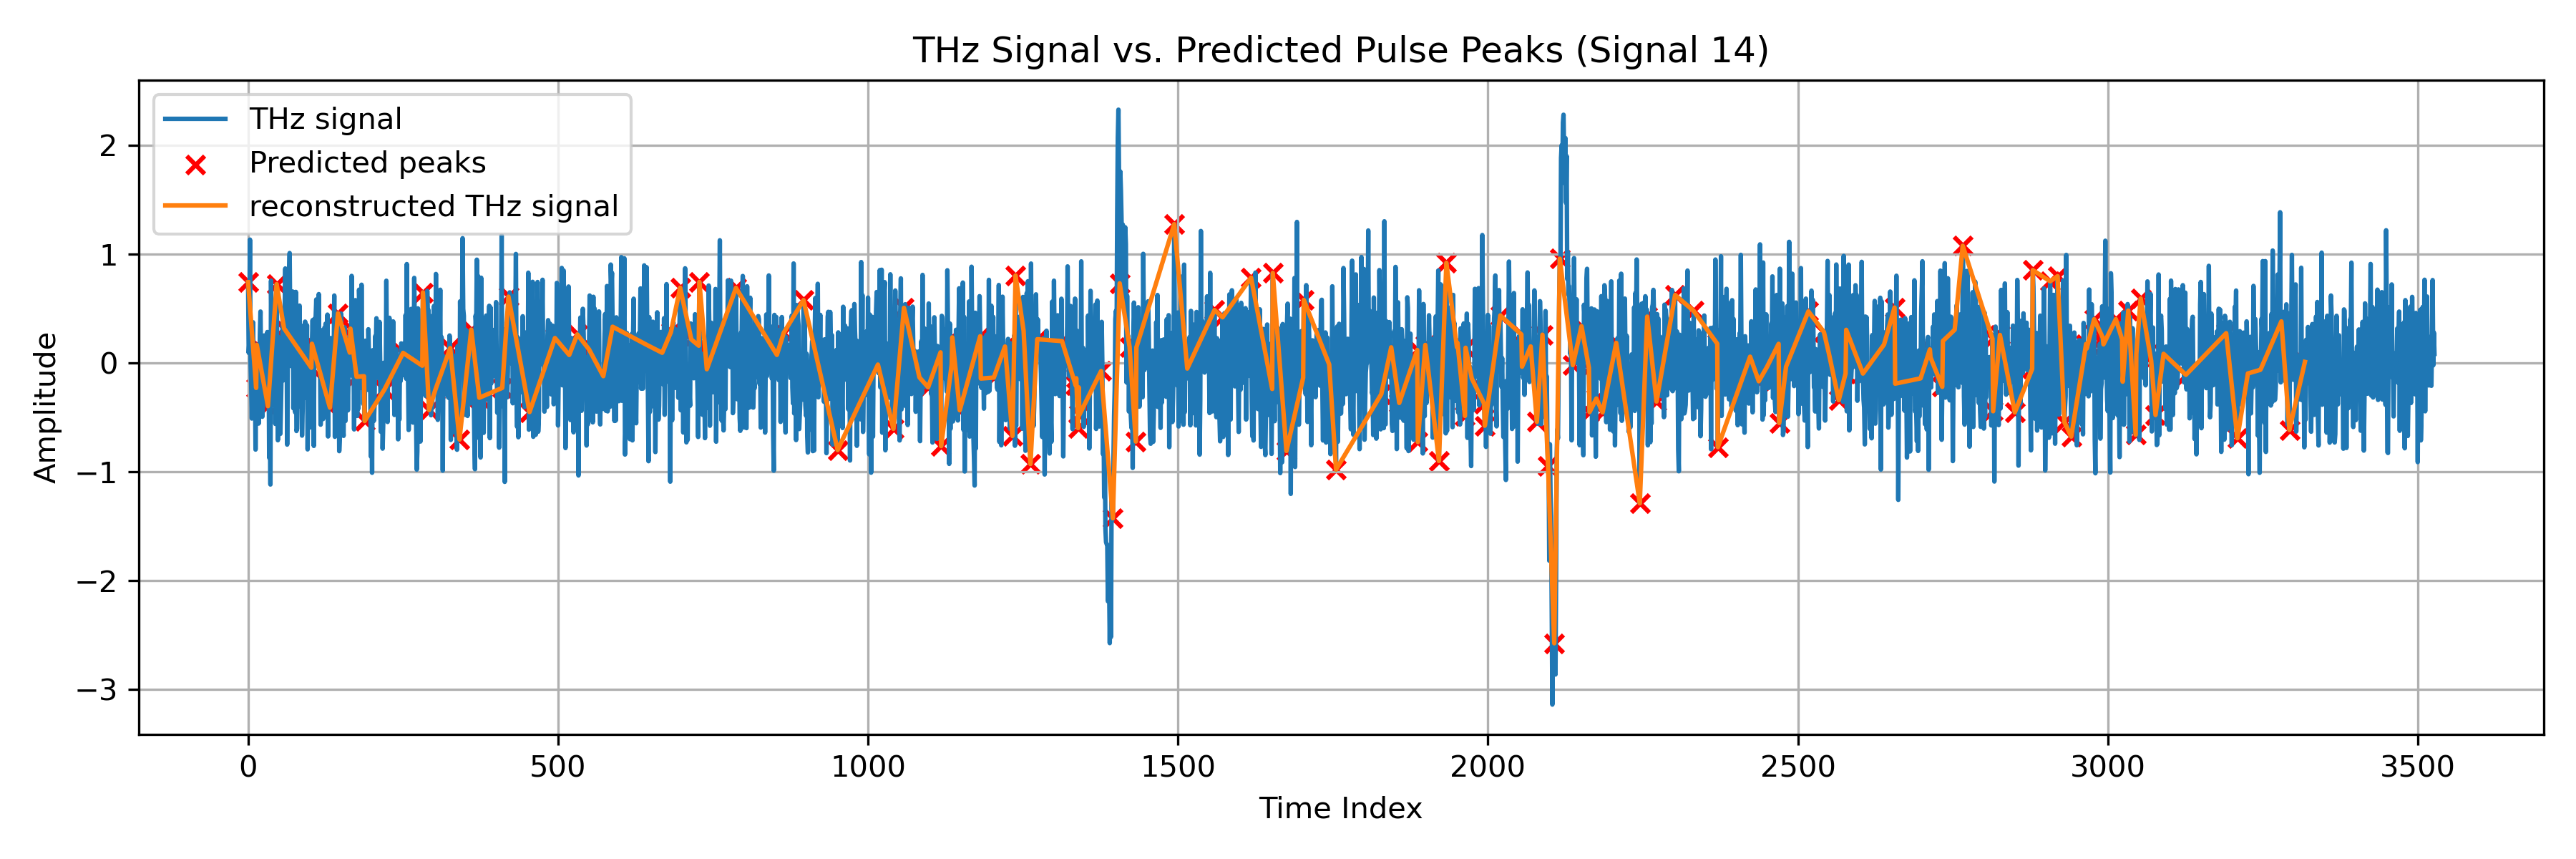 THz Signal vs. Predicted Pulse Peaks (Signal 14)
THz signal
Predicted peaks
reconstructed THz signal
Amplitude
2
1
0
−1
−2
−3
0 500 1000 1500 2000 2500 3000 3500
Time Index